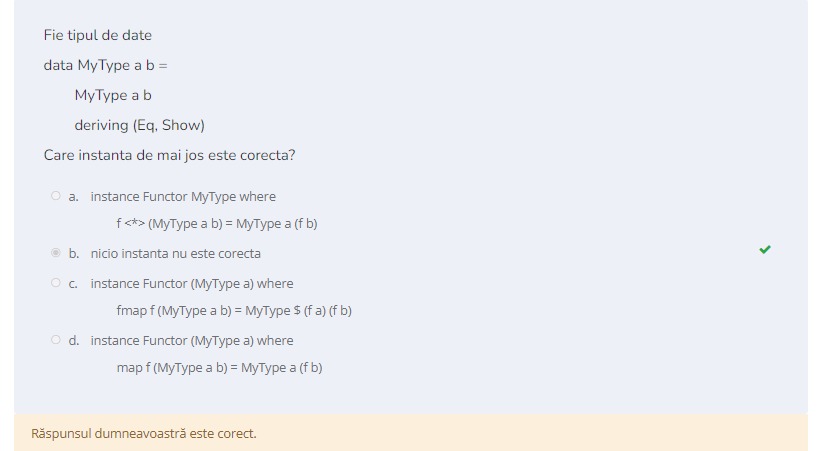 Fie tipul de date
data MyType a b =
MyType a b
deriving (Eq, Show)
Care instanta de mai jos este corecta?
a. instance Functor MyType where
f <*> (MyType a b) = MyType a (f b)
b. nicio instanta nu este corecta
c. instance Functor (MyType a) where
fmap f (MyType a b) = MyType $ (f a) (f b)
d. instance Functor (MyType a) where
map f (MyType a b) = MyType a (f b)
Răspunsul dumneavoastră este corect.